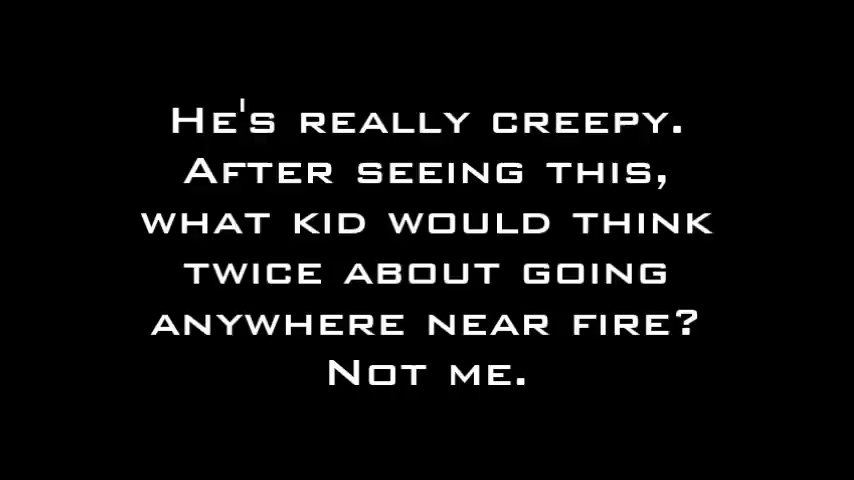 He's really creepy.
After seeing this,
what kid would think
twice about going
anywhere near fire?
Not me.